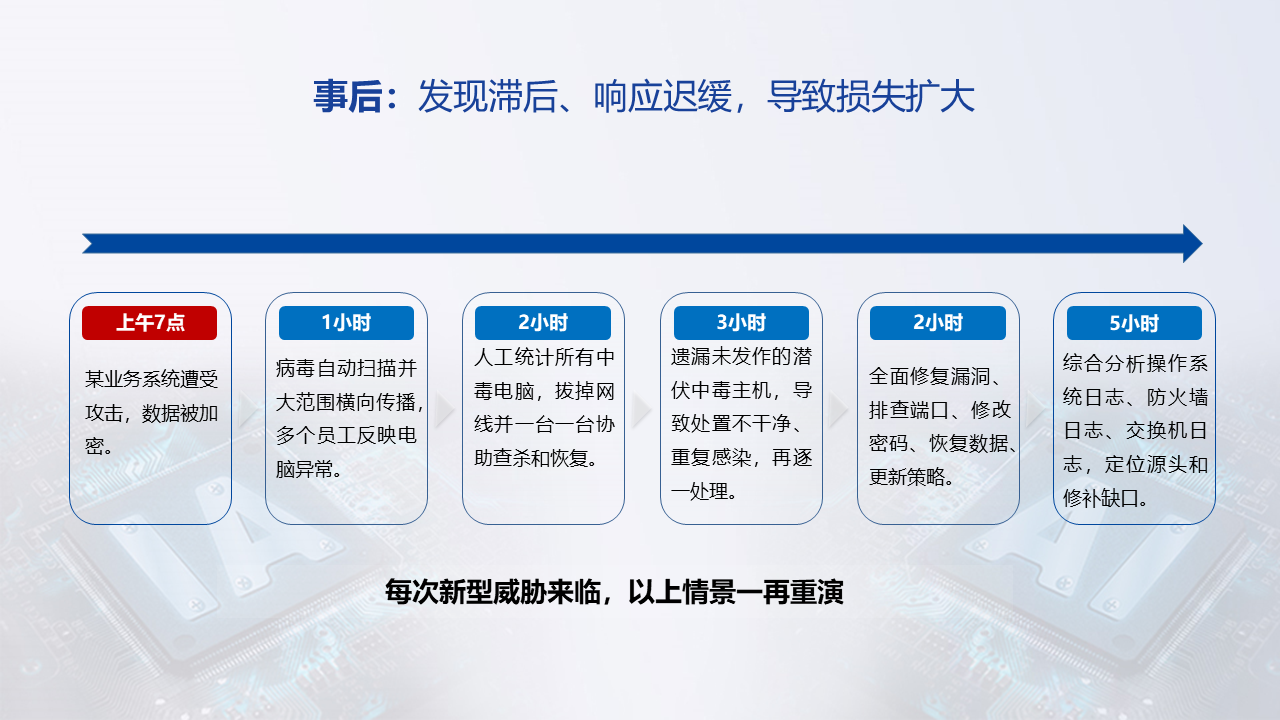 事后：发现滞后、响应迟缓，导致损失扩大
上午7点
某业务系统遭受
攻击，数据被加
密。
1小时
病毒自动扫描并
大范围横向传播，
多个员工反映电
脑异常。
2小时
人工统计所有中
毒电脑，拔掉网
线并一台一台协
助查杀和恢复。
3小时
遗漏未发作的潜
伏中毒主机，导
致处置不干净、
重复感染，再逐
一处理。
2小时
全面修复漏洞、
排查端口、修改
密码、恢复数据、
更新策略。
5小时
综合分析操作系
统日志、防火墙
日志、交换机日
志，定位源头和
修补缺口。
AI
AI
每次新型威胁来临，以上情景一再重演